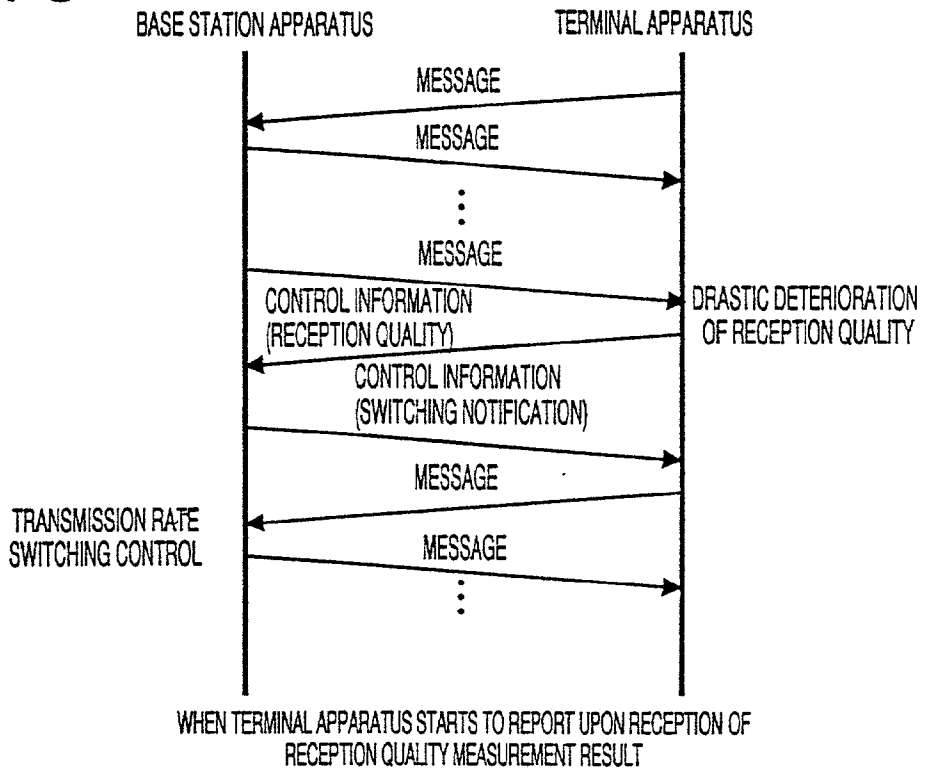 BASE STATION APPARATUS
TERMINAL APPARATUS
MESSAGE
MESSAGE
MESSAGE
CONTROL INFORMATION
(RECEPTION QUALITY)
DRASTIC DETERIORATION
OF RECEPTION QUALITY
CONTROL INFORMATION
(SWITCHING NOTIFICATION)
MESSAGE
TRANSMISSION RATE
SWITCHING CONTROL
MESSAGE
WHEN TERMINAL APPARATUS STARTS TO REPORT UPON RECEPTION OF
RECEPTION QUALITY MEASUREMENT RESULT